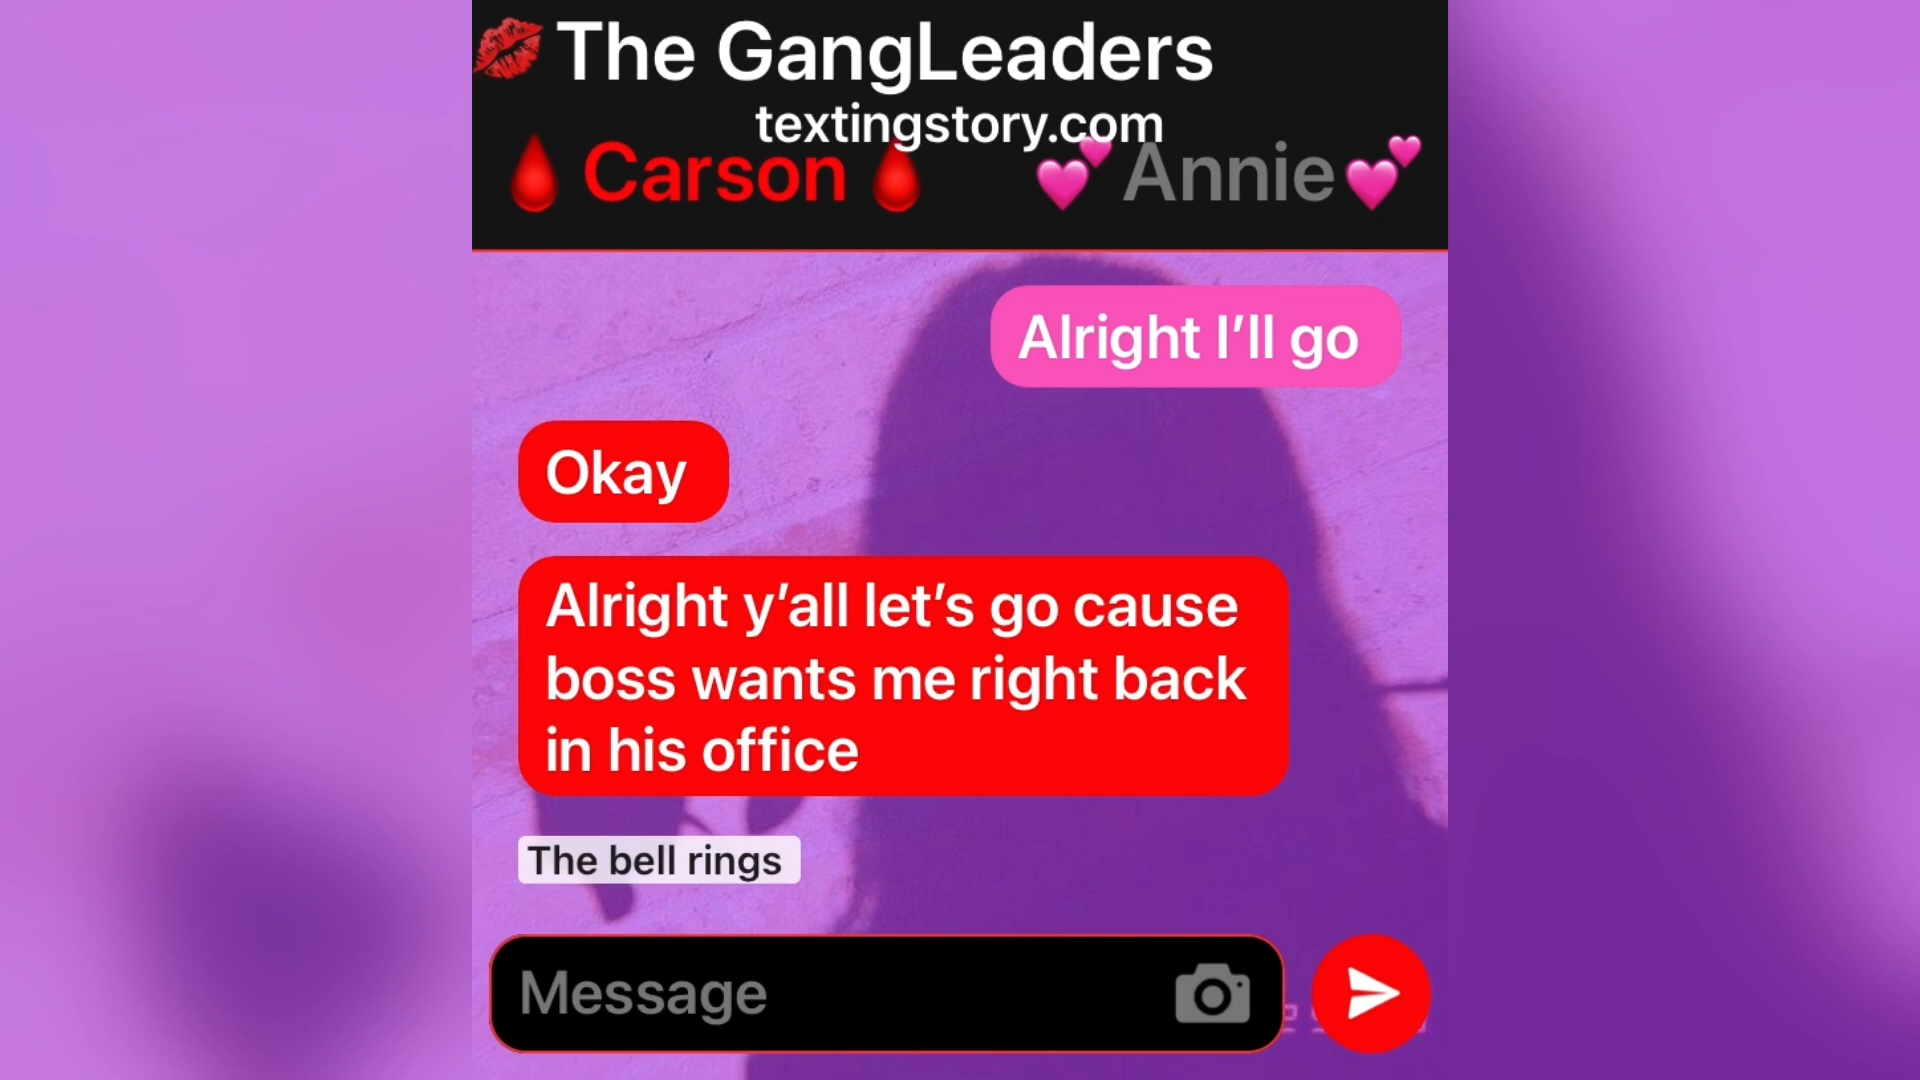 💋The GangLeaders
textingstory.com
🩸Carson🩸 💕Annie💕
Alright I’ll go
Okay
Alright y’all let’s go cause
boss wants me right back
in his office
The bell rings
Message